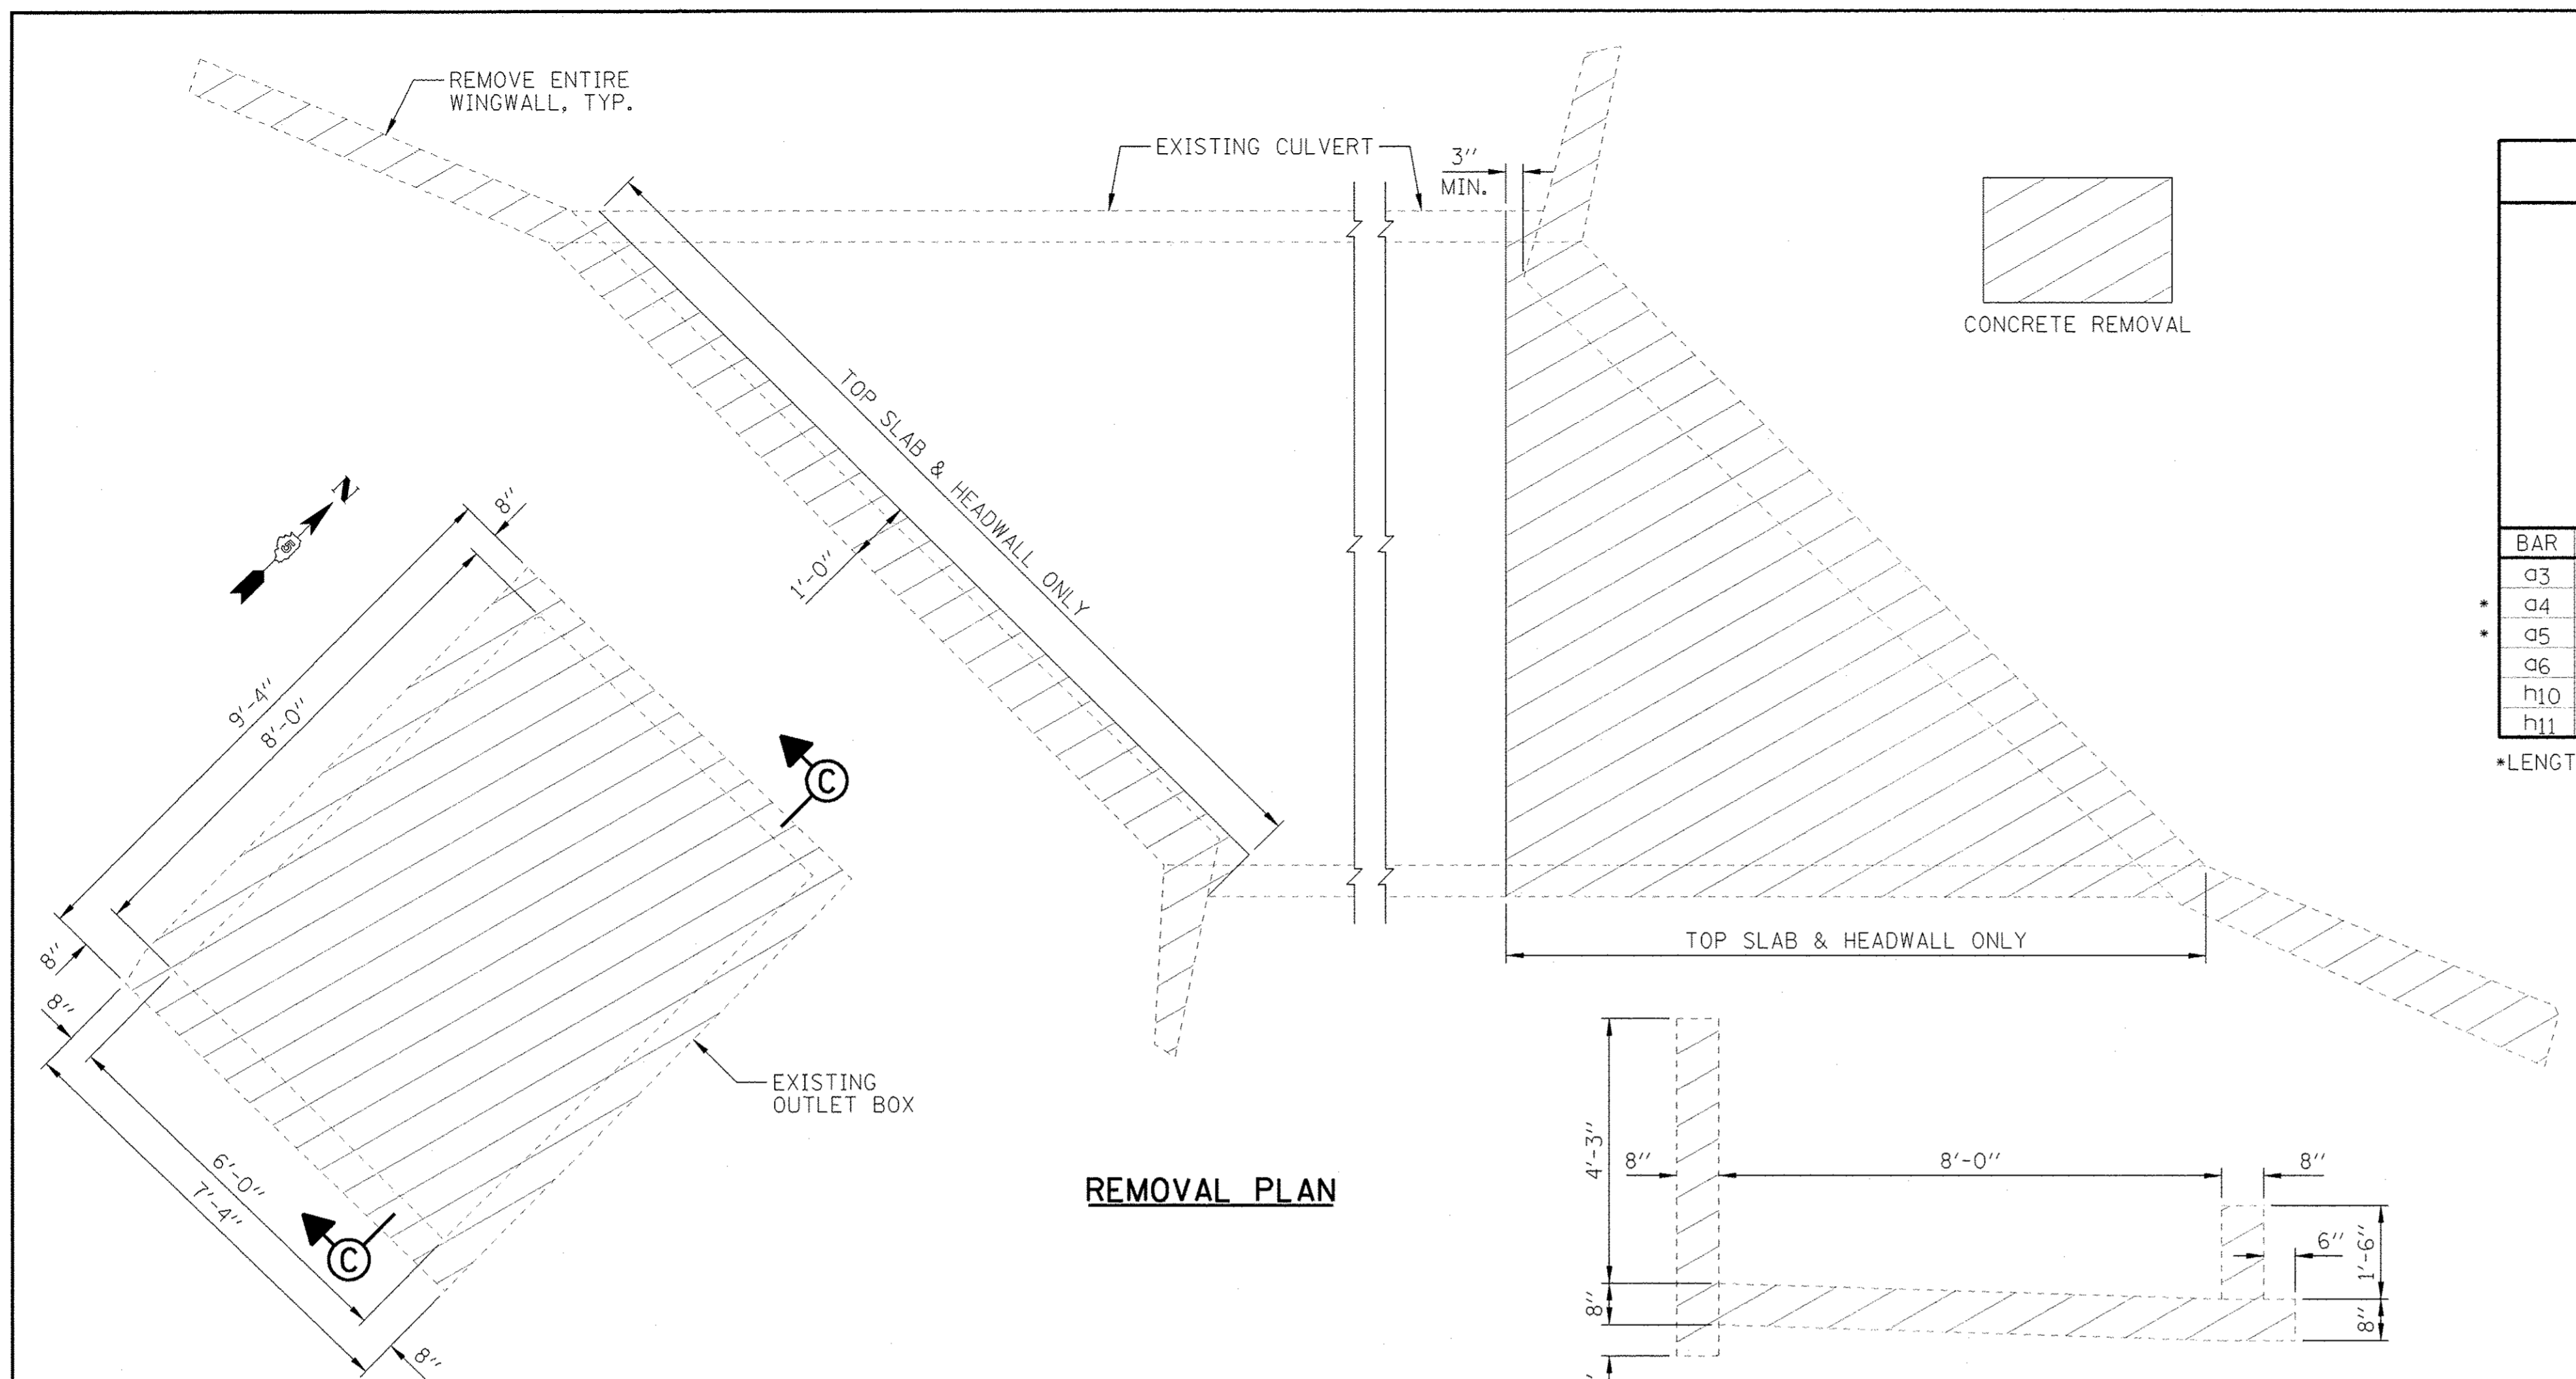 REMOVE ENTIRE
WINGWALL, TYP.
EXISTING CULVERT
3"
MIN.
CONCRETE REMOVAL
TOP SLAB & HEADWALL ONLY
1'-0"
N
8"
9'-4"
8'-0"
C
8"
8"
6'-0"
7'-4"
C
8"
EXISTING
OUTLET BOX
REMOVAL PLAN
TOP SLAB & HEADWALL ONLY
4'-3"
8"
8'-0"
8"
6"
1'-6"
8"
8"
BAR
a3
* a4
* a5
a6
h10
h11
*LENGT